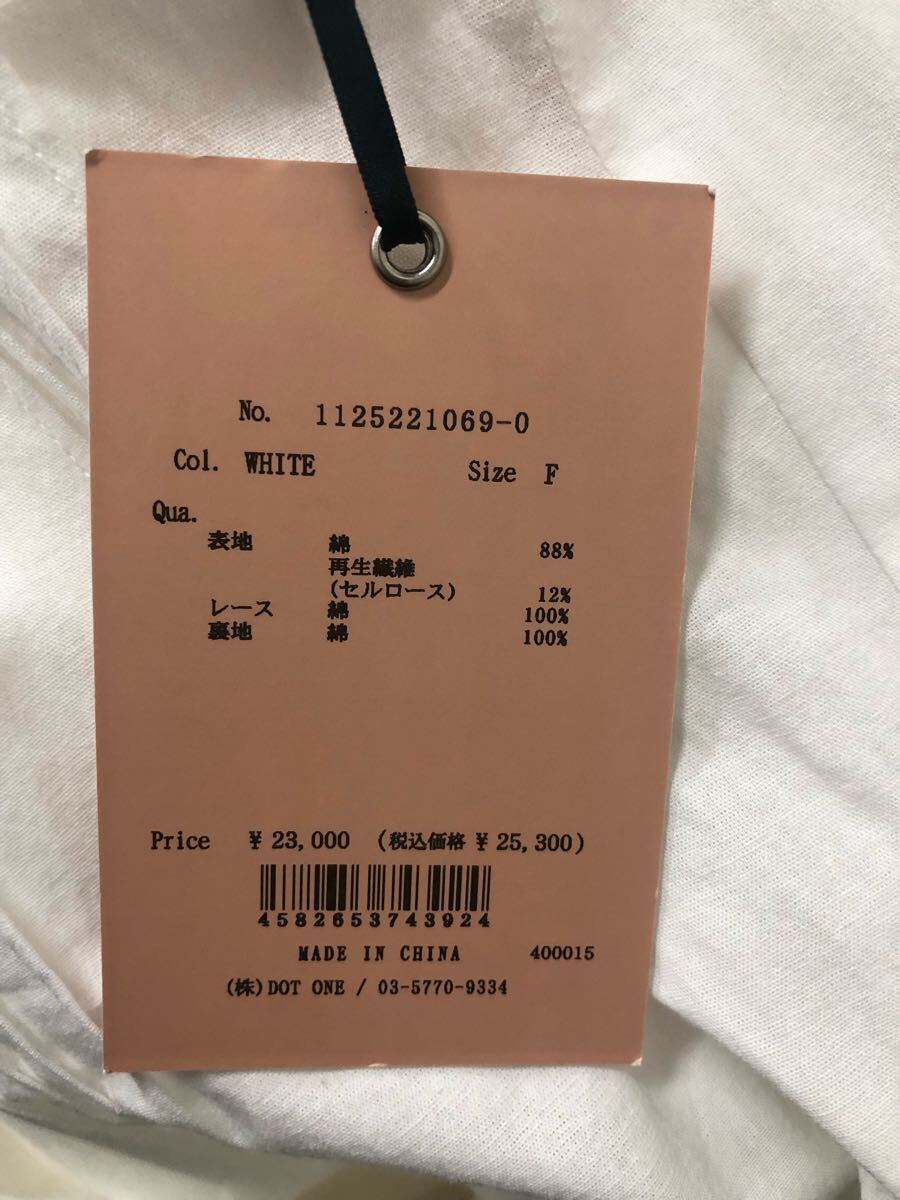 No. 1125221069-0
Col. WHITE Size F
Qua.
表地 綿 88%
再生繊維
(セルロース) 12%
レース 綿 100%
裏地 綿 100%
Price ¥ 23,000 (税込価格 ¥ 25,300)
4582653743924
MADE IN CHINA 400015
(株)DOT ONE / 03-5770-9334